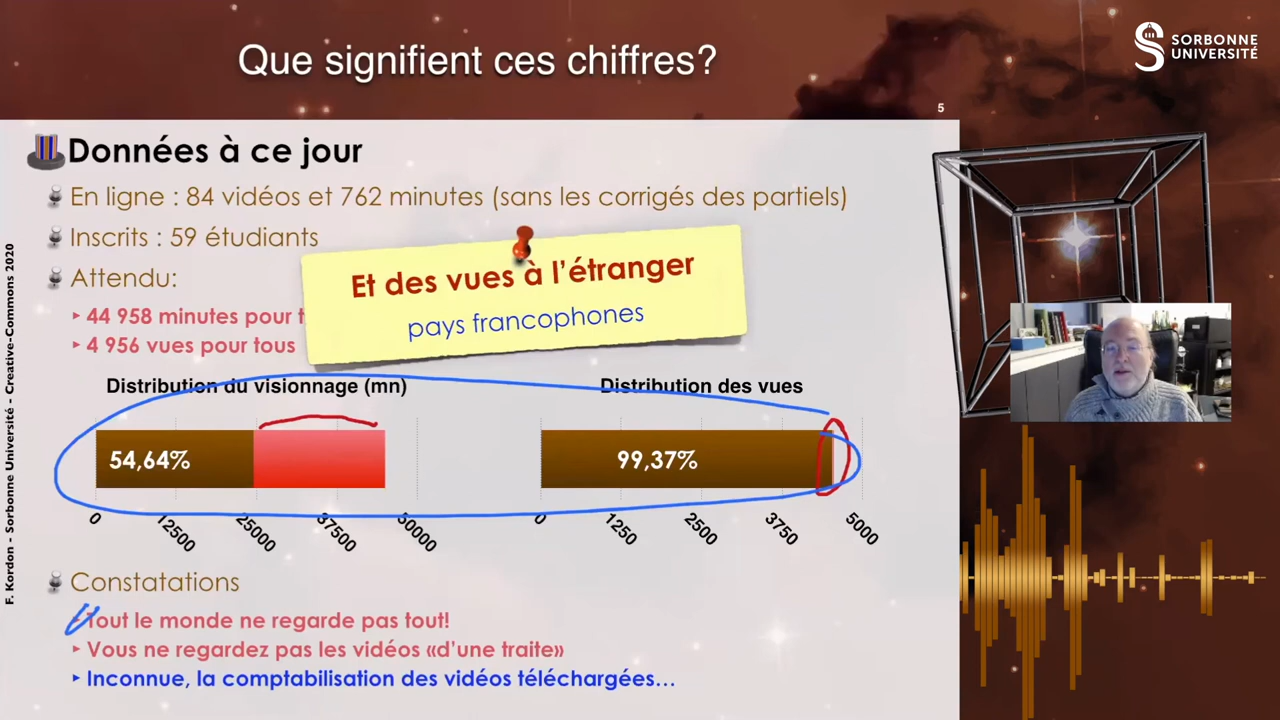 Que signifient ces chiffres?
SORBONNE
UNIVERSITÉ
5
Données à ce jour
En ligne : 84 vidéos et 762 minutes (sans les corrigés des partiels)
Inscrits : 59 étudiants
Attendu:
44 958 minutes pour
4 956 vues pour tous
Et des vues à l’étranger
pays francophones
Distribution du visionnage (mn)
54,64%
0 12500 25000 37500 50000
Distribution des vues
99,37%
0 1250 2500 3750 5000
Constatations
Tout le monde ne regarde pas tout!
Vous ne regardez pas les vidéos «d’une traite»
Inconnue, la comptabilisation des vidéos téléchargées…
F. Kordon - Sorbonne Université - Creative-Commons 2020